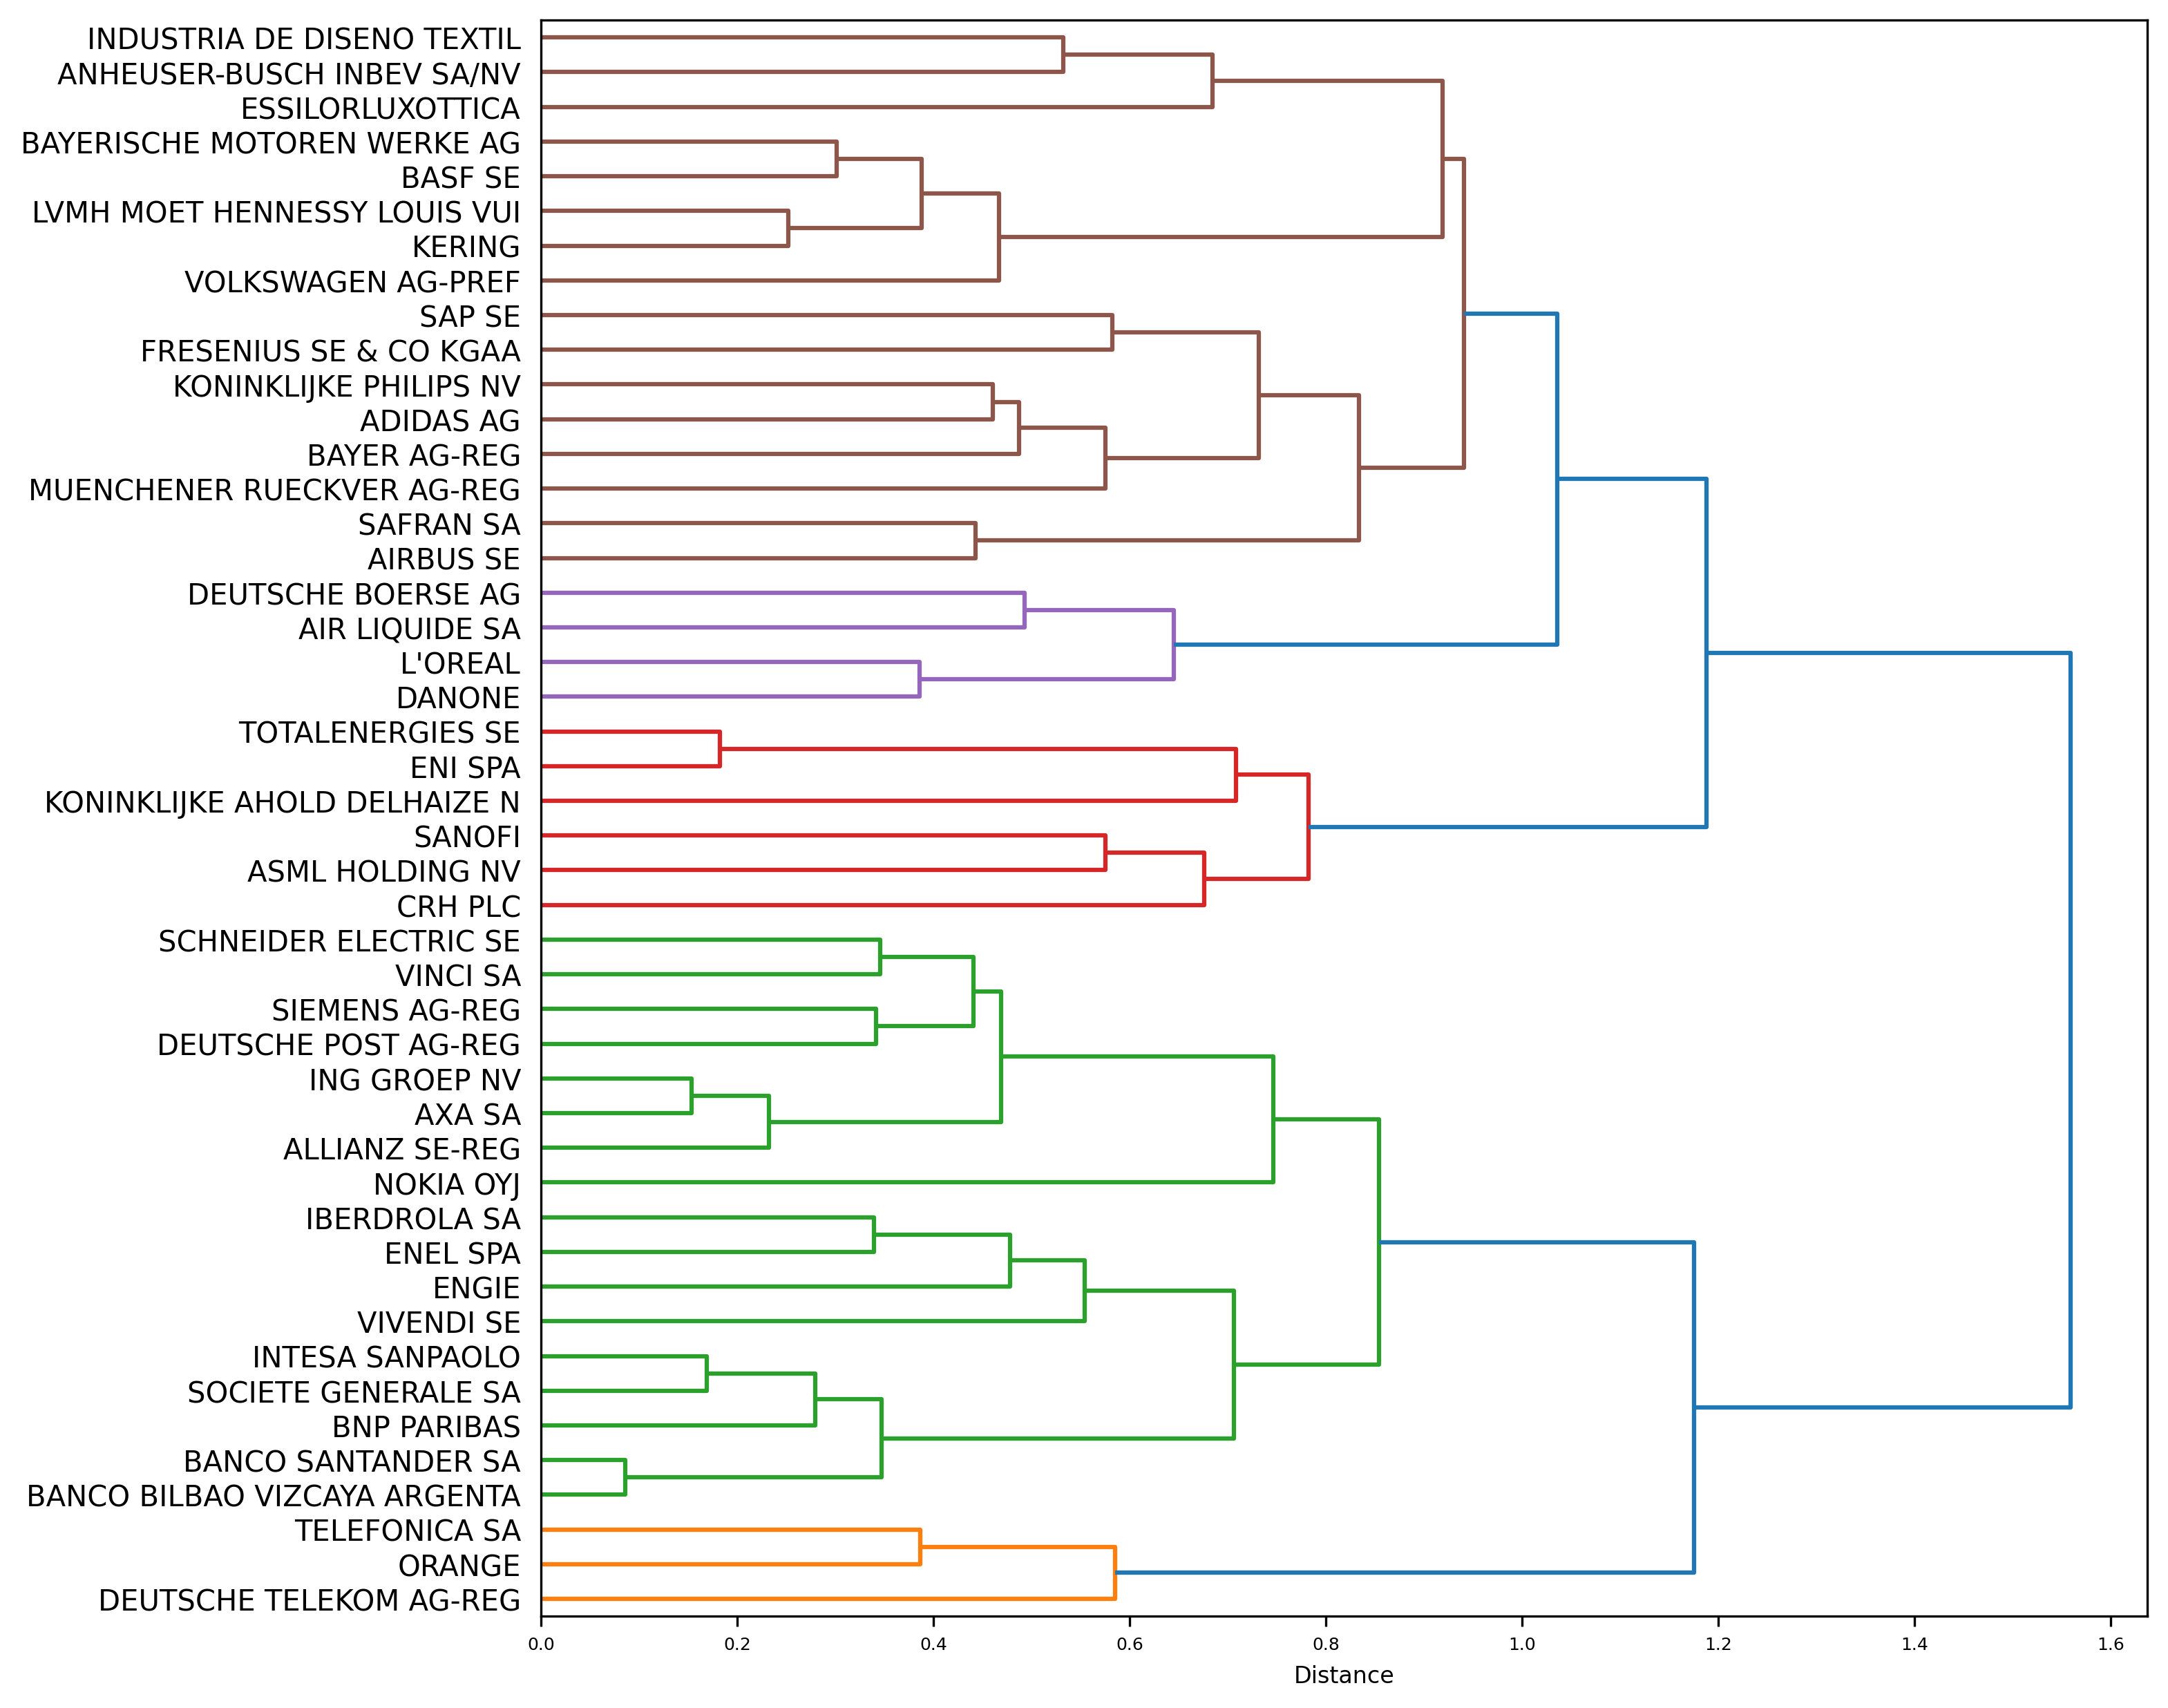 INDUSTRIA DE DISENO TEXTIL
ANHEUSER-BUSCH INBEV SA/NV
ESSILORLUXOTTICA
BAYERISCHE MOTOREN WERKE AG
BASF SE
LVMH MOET HENNESSY LOUIS VUI
KERING
VOLKSWAGEN AG-PREF
SAP SE
FRESENIUS SE & CO KGAA
KONINKLIJKE PHILIPS NV
ADIDAS AG
BAYER AG-REG
MUENCHENER RUECKVER AG-REG
SAFRAN SA
AIRBUS SE
DEUTSCHE BOERSE AG
AIR LIQUIDE SA
L'OREAL
DANONE
TOTALENERGIES SE
ENI SPA
KONINKLIJKE AHOLD DELHAIZE N
SANOFI
ASML HOLDING NV
CRH PLC
SCHNEIDER ELECTRIC SE
VINCI SA
SIEMENS AG-REG
DEUTSCHE POST AG-REG
ING GROEP NV
AXA SA
ALLIANZ SE-REG
NOKIA OYJ
IBERDROLA SA
ENEL SPA
ENGIE
VIVENDI SE
INTESA SANPAOLO
SOCIETE GENERALE SA
BNP PARIBAS
BANCO SANTANDER SA
BANCO BILBAO VIZCAYA ARGENTA
TELEFONICA SA
ORANGE
DEUTSCHE TELEKOM AG-REG
0.0 0.2 0.4 0.6 0.8 1.0 1.2 1.4 1.6
Distance